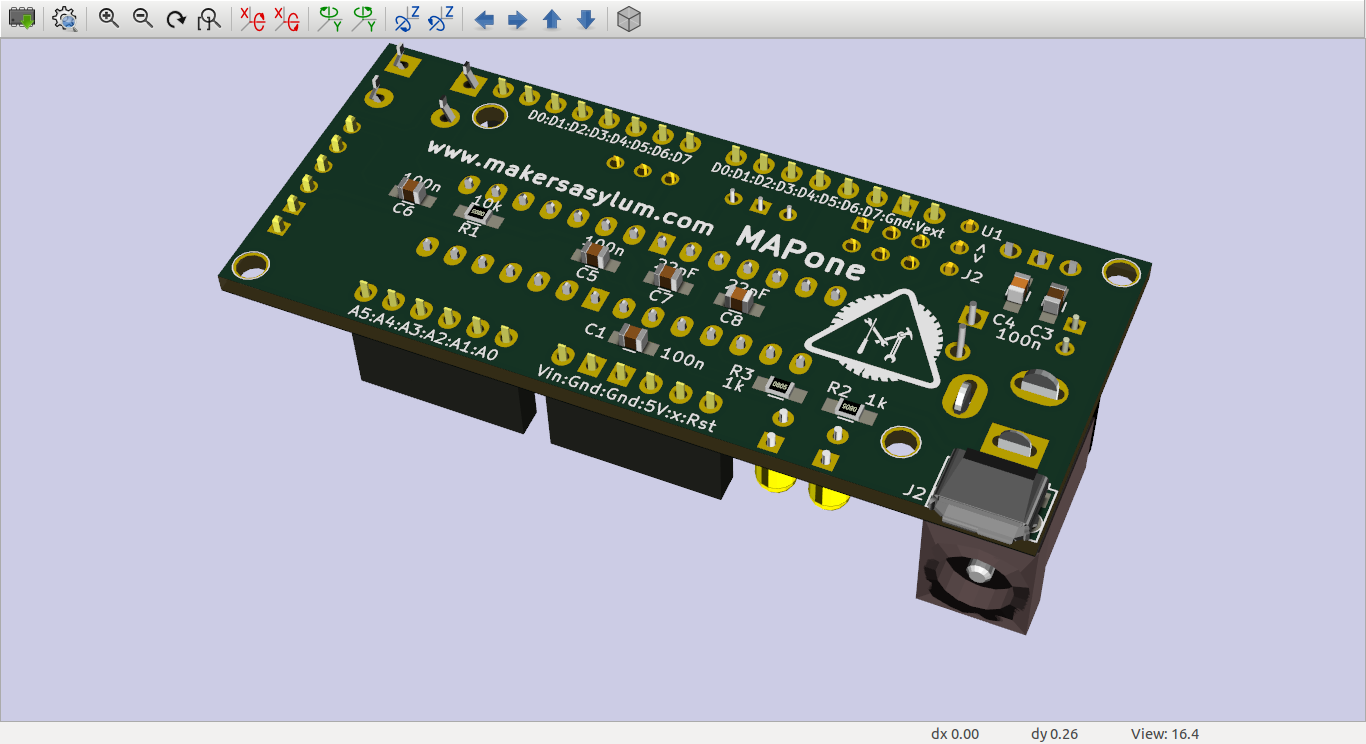 X
X
Y
Y
Z
Z
D0:D1:D2:D3:D4:D5:D6:D7
D0:D1:D2:D3:D4:D5:D6:D7:Gnd:Vext
www.makersasylum.com
MAPone
100n
C6
10k
R1
U1
< >
J2
100n
C5
22nF
C7
22nF
C8
C4
C3
100n
A5:A4:A3:A2:A1:A0
C1
100n
Vin:Gnd:Gnd:5V:x:Rst
R3
1k
0805
R2
1k
J2
dx 0.00
dy 0.26
View: 16.4